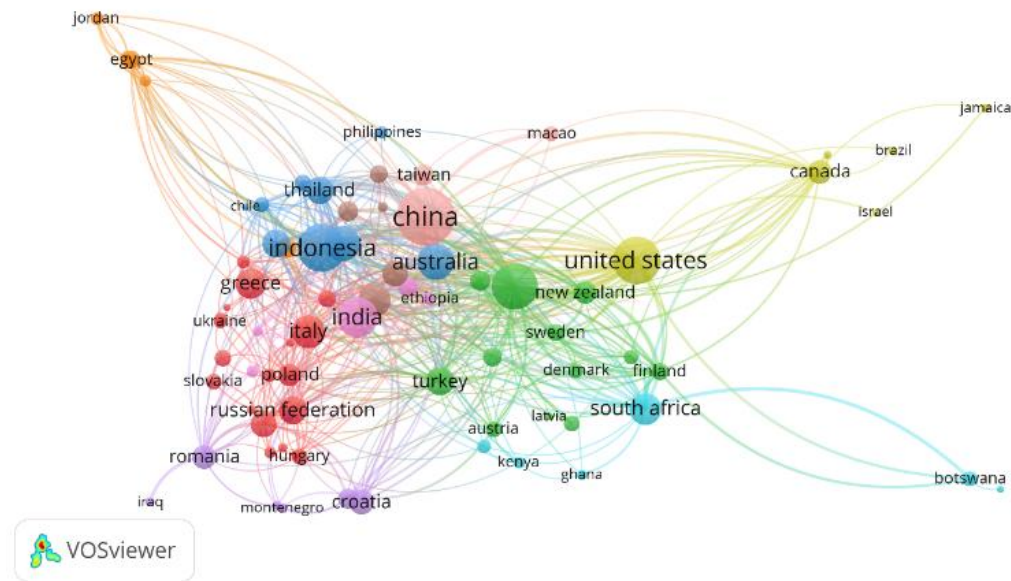 jordan
egypt
jamaica
philippines
macao
brazil
taiwan
canada
thailand
chile
china
israel
indonesia
australia
united states
greece
ethiopia
new zealand
ukraine
italy
india
sweden
slovakia
poland
turkey
denmark
finland
russian federation
south africa
latvia
austria
romania
hungary
kenya
ghana
botswana
iraq
montenegro
croatia
VOSviewer